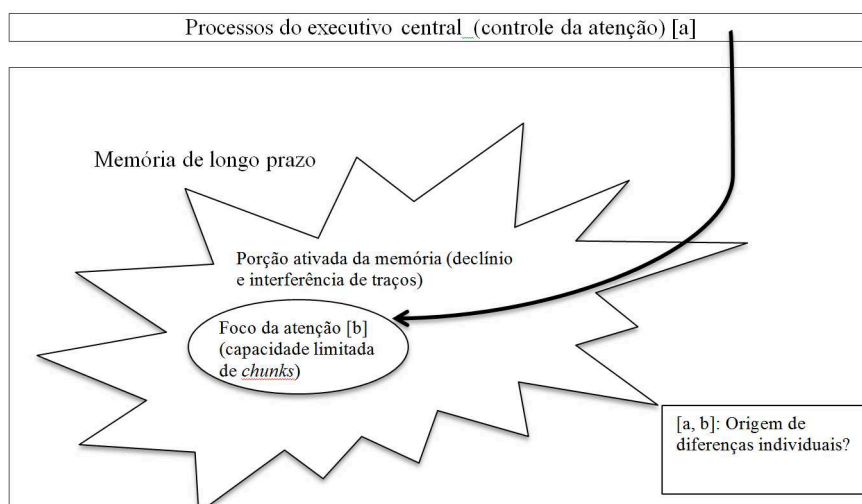 Processos do executivo central (controle da atenção) [a]
Memória de longo prazo
Porção ativada da memória (declínio
e interferência de traços)
Foco da atenção [b]
(capacidade limitada
de chunks)
[a, b]: Origem de
diferenças individuais?